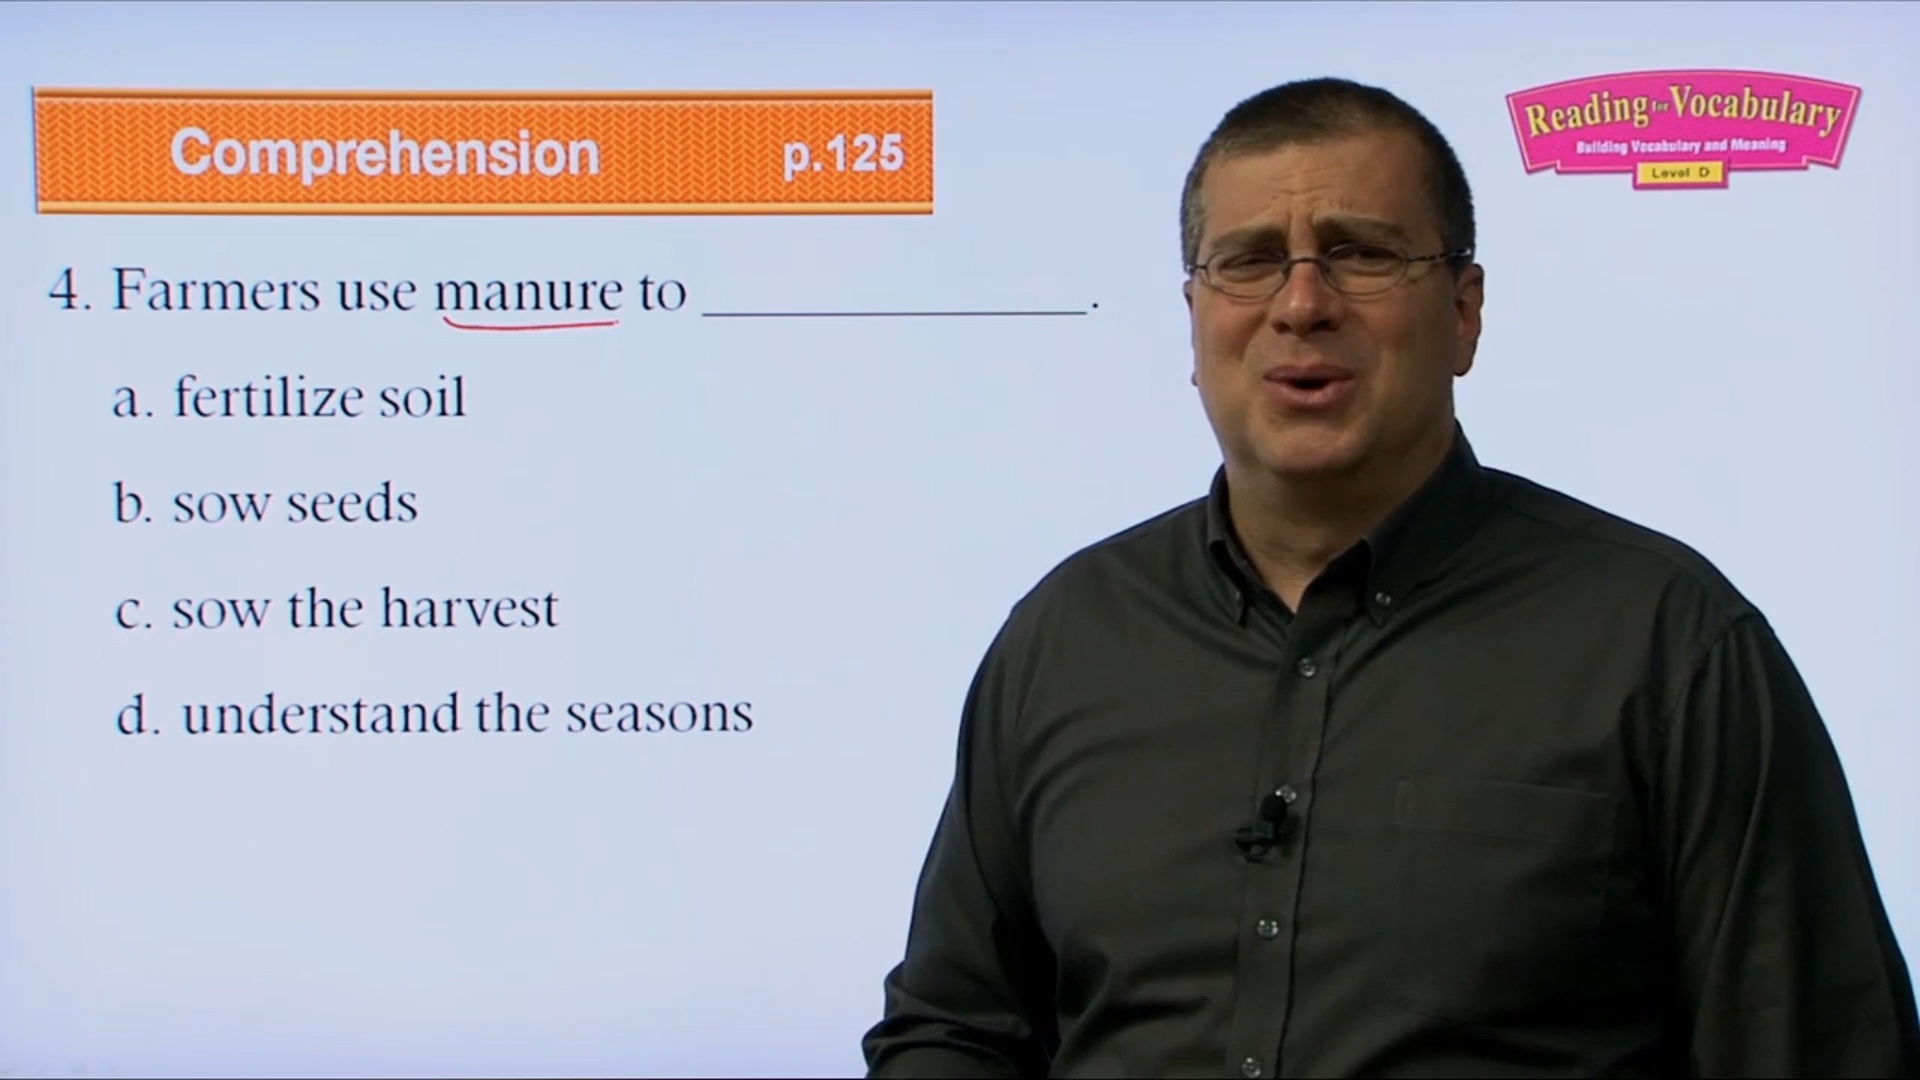 Comprehension p.125
Reading for Vocabulary
Building Vocabulary and Meaning
Level D
4. Farmers use manure to ____________.
a. fertilize soil
b. sow seeds
c. sow the harvest
d. understand the seasons